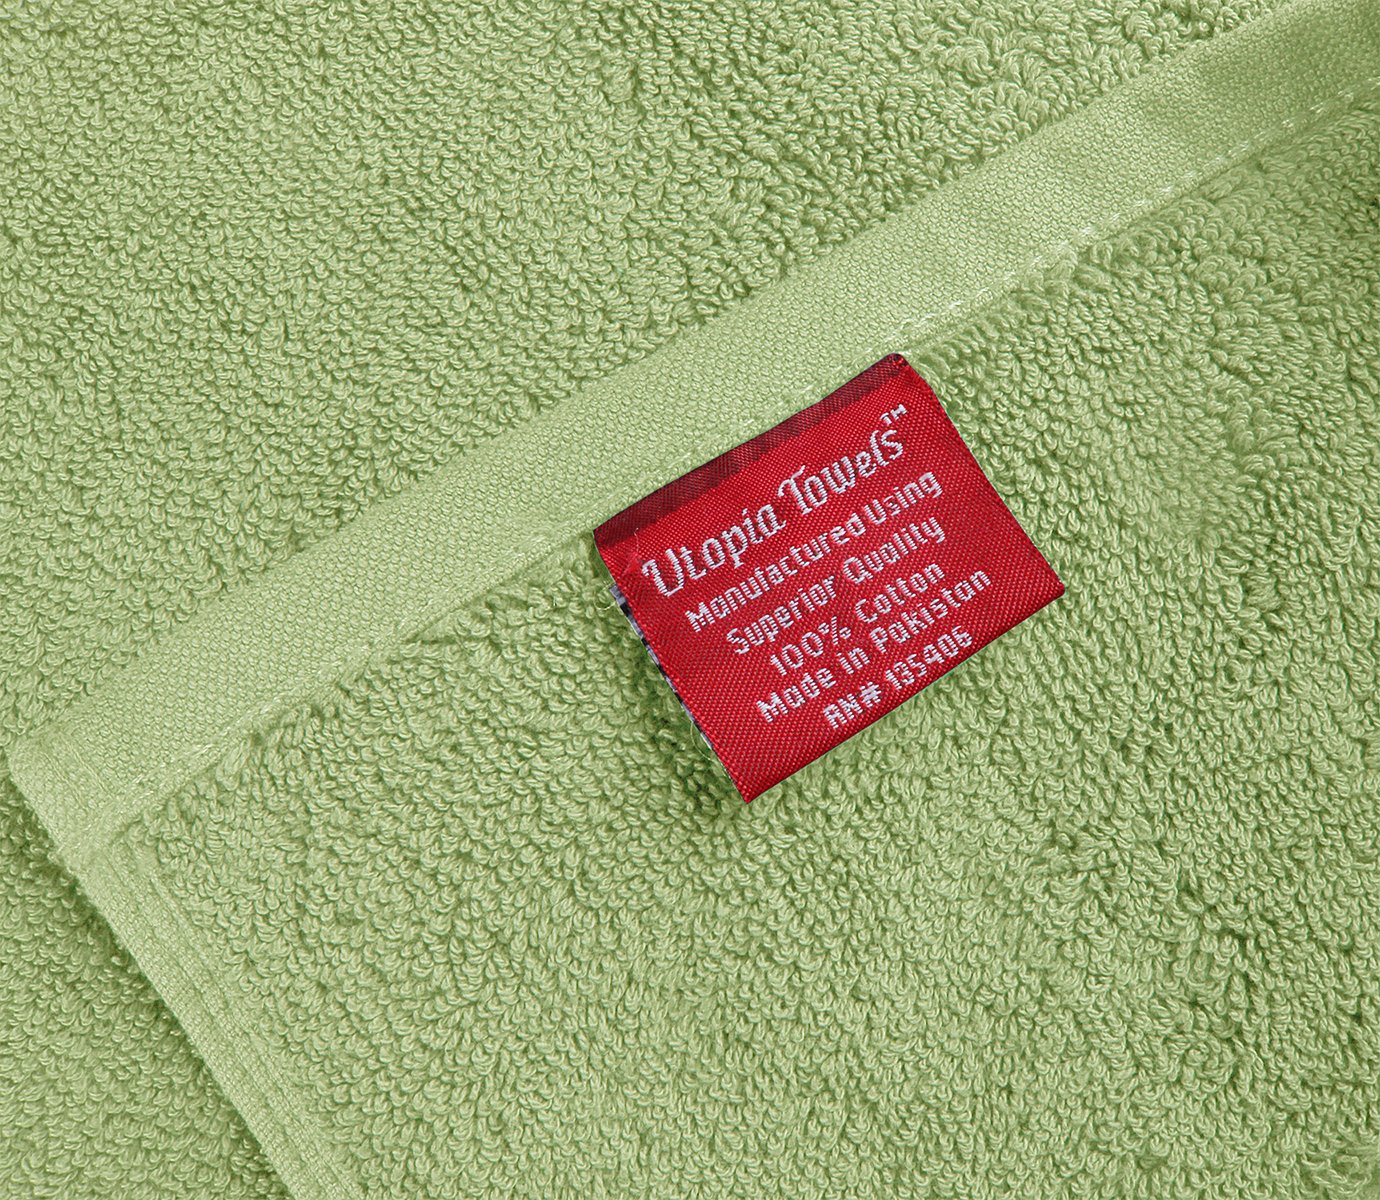 Utopia Towels™
Manufactured Using
Superior Quality
100% Cotton
Made in Pakistan
RN# 135406